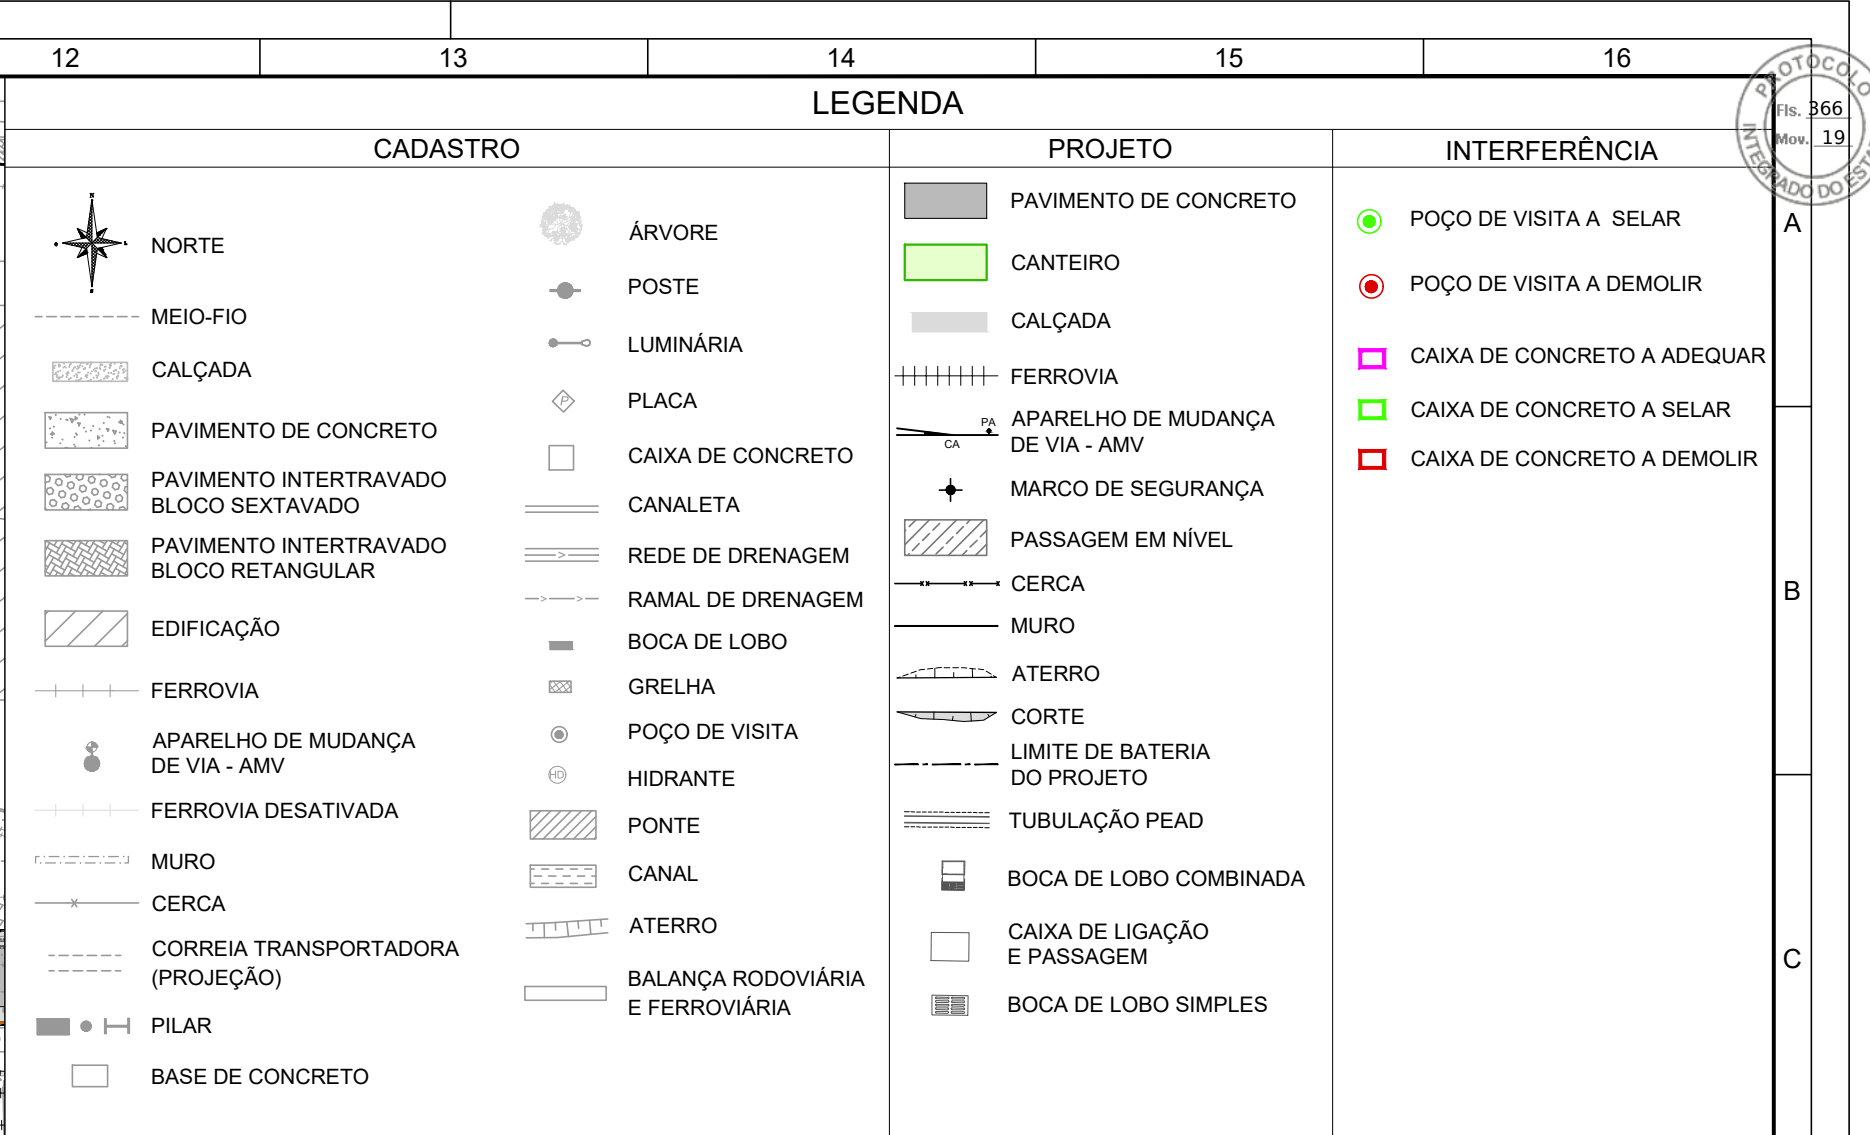 12 13 14 15 16
LEGENDA
CADASTRO
NORTE
MEIO-FIO
CALÇADA
PAVIMENTO DE CONCRETO
PAVIMENTO INTERTRAVADO
BLOCO SEXTAVADO
PAVIMENTO INTERTRAVADO
BLOCO RETANGULAR
EDIFICAÇÃO
FERROVIA
APARELHO DE MUDANÇA
DE VIA - AMV
FERROVIA DESATIVADA
MURO
CERCA
CORREIA TRANSPORTADORA
(PROJEÇÃO)
PILAR
BASE DE CONCRETO
ÁRVORE
POSTE
LUMINÁRIA
P
PLACA
CAIXA DE CONCRETO
CANALETA
REDE DE DRENAGEM
RAMAL DE DRENAGEM
BOCA DE LOBO
GRELHA
POÇO DE VISITA
HD
HIDRANTE
PONTE
CANAL
ATERRO
BALANÇA RODOVIÁRIA
E FERROVIÁRIA
PROJETO
PAVIMENTO DE CONCRETO
CANTEIRO
CALÇADA
FERROVIA
PA
CA
APARELHO DE MUDANÇA
DE VIA - AMV
MARCO DE SEGURANÇA
PASSAGEM EM NÍVEL
CERCA
MURO
ATERRO
CORTE
LIMITE DE BATERIA
DO PROJETO
TUBULAÇÃO PEAD
BOCA DE LOBO COMBINADA
CAIXA DE LIGAÇÃO
E PASSAGEM
BOCA DE LOBO SIMPLES
INTERFERÊNCIA
POÇO DE VISITA A SELAR
POÇO DE VISITA A DEMOLIR
CAIXA DE CONCRETO A ADEQUAR
CAIXA DE CONCRETO A SELAR
CAIXA DE CONCRETO A DEMOLIR
PROTOCOLO
Fls. 366
Mov. 19
INTEGRADO DO ESTA
A
B
C